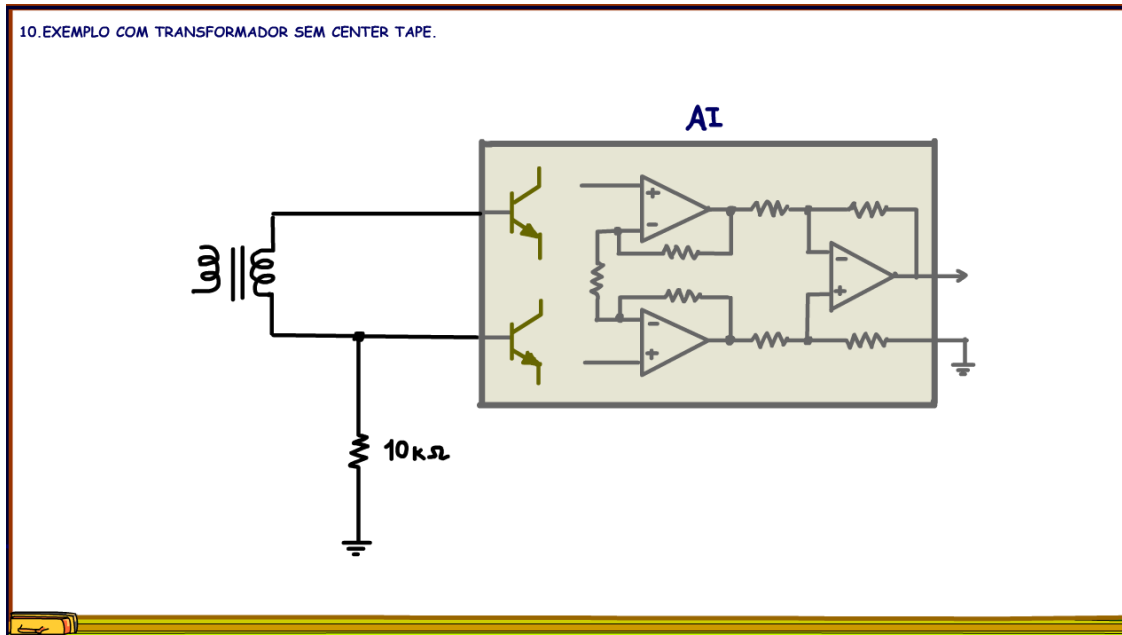 10.EXEMPLO COM TRANSFORMADOR SEM CENTER TAPE.
AI
+
-
-
+
-
+
10KΩ